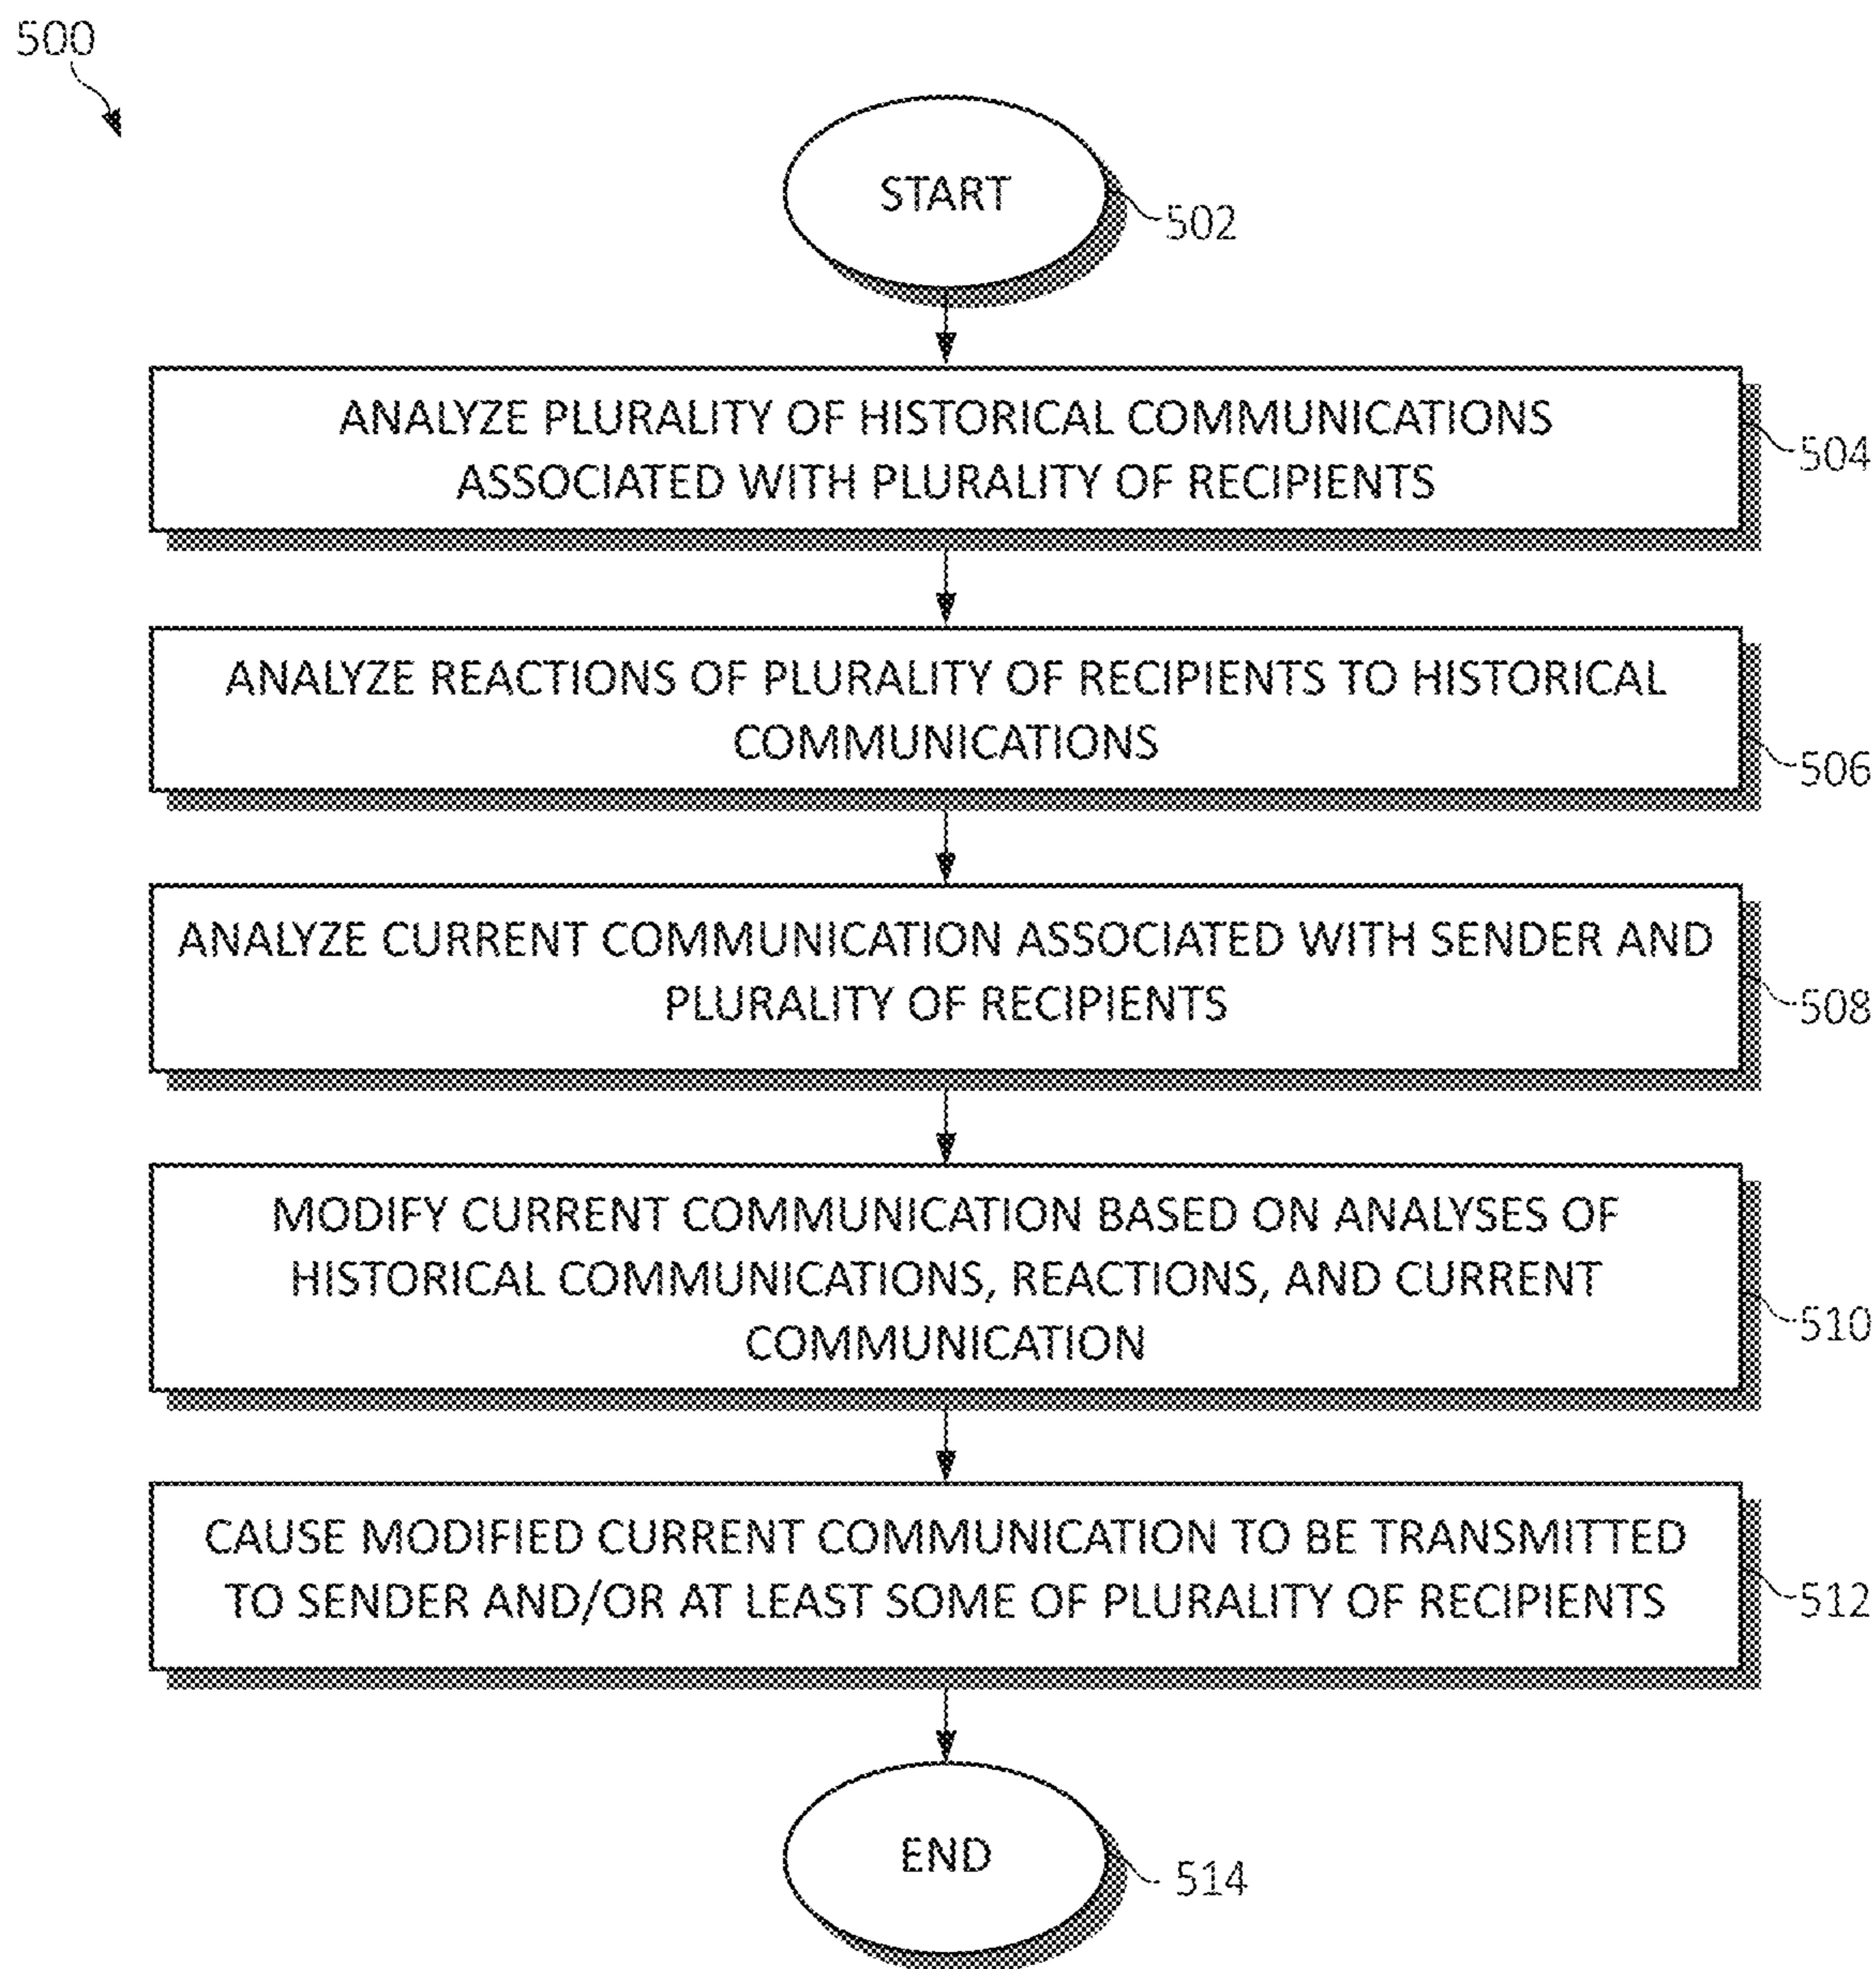 500
START
502
ANALYZE PLURALITY OF HISTORICAL COMMUNICATIONS
ASSOCIATED WITH PLURALITY OF RECIPIENTS
504
ANALYZE REACTIONS OF PLURALITY OF RECIPIENTS TO HISTORICAL
COMMUNICATIONS
506
ANALYZE CURRENT COMMUNICATION ASSOCIATED WITH SENDER AND
PLURALITY OF RECIPIENTS
508
MODIFY CURRENT COMMUNICATION BASED ON ANALYSES OF
HISTORICAL COMMUNICATIONS, REACTIONS, AND CURRENT
COMMUNICATION
510
CAUSE MODIFIED CURRENT COMMUNICATION TO BE TRANSMITTED
TO SENDER AND/OR AT LEAST SOME OF PLURALITY OF RECIPIENTS
512
END
514